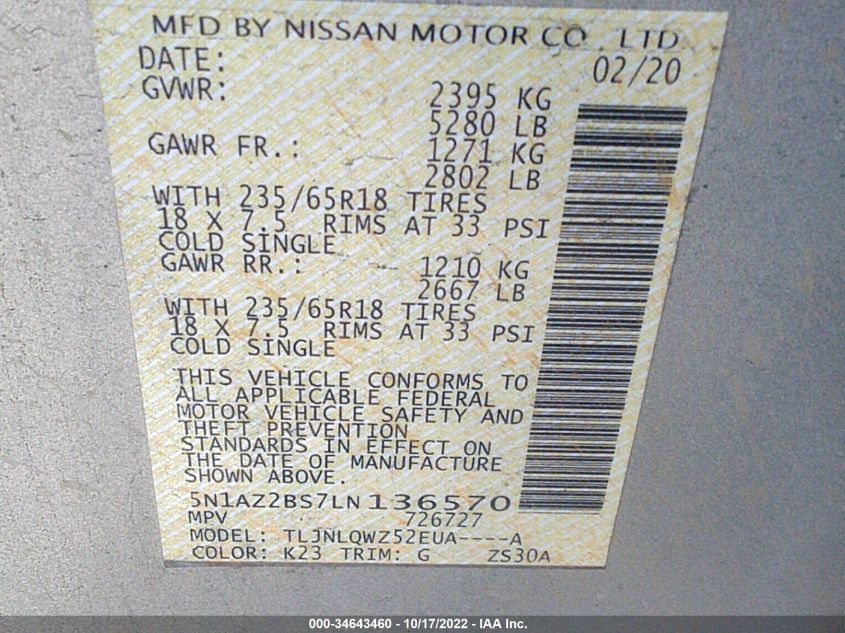 MFD BY NISSAN MOTOR CO., LTD
DATE: 02/20
GVWR: 2395 KG
5280 LB
GAWR FR.: 1271 KG
2802 LB
WITH 235/65R18 TIRES
18 X 7.5 RIMS AT 33 PSI
COLD SINGLE
GAWR RR.: 1210 KG
2667 LB
WITH 235/65R18 TIRES
18 X 7.5 RIMS AT 33 PSI
COLD SINGLE
THIS VEHICLE CONFORMS TO
ALL APPLICABLE FEDERAL
MOTOR VEHICLE SAFETY AND
THEFT PREVENTION
STANDARDS IN EFFECT ON
THE DATE OF MANUFACTURE
SHOWN ABOVE.
5N1AZ2BS7LN136570
MPV 726727
MODEL: TLJNLQWZ52EUA----A
COLOR: K23 TRIM: G ZS30A
000-34643460 - 10/17/2022 - IAA Inc.